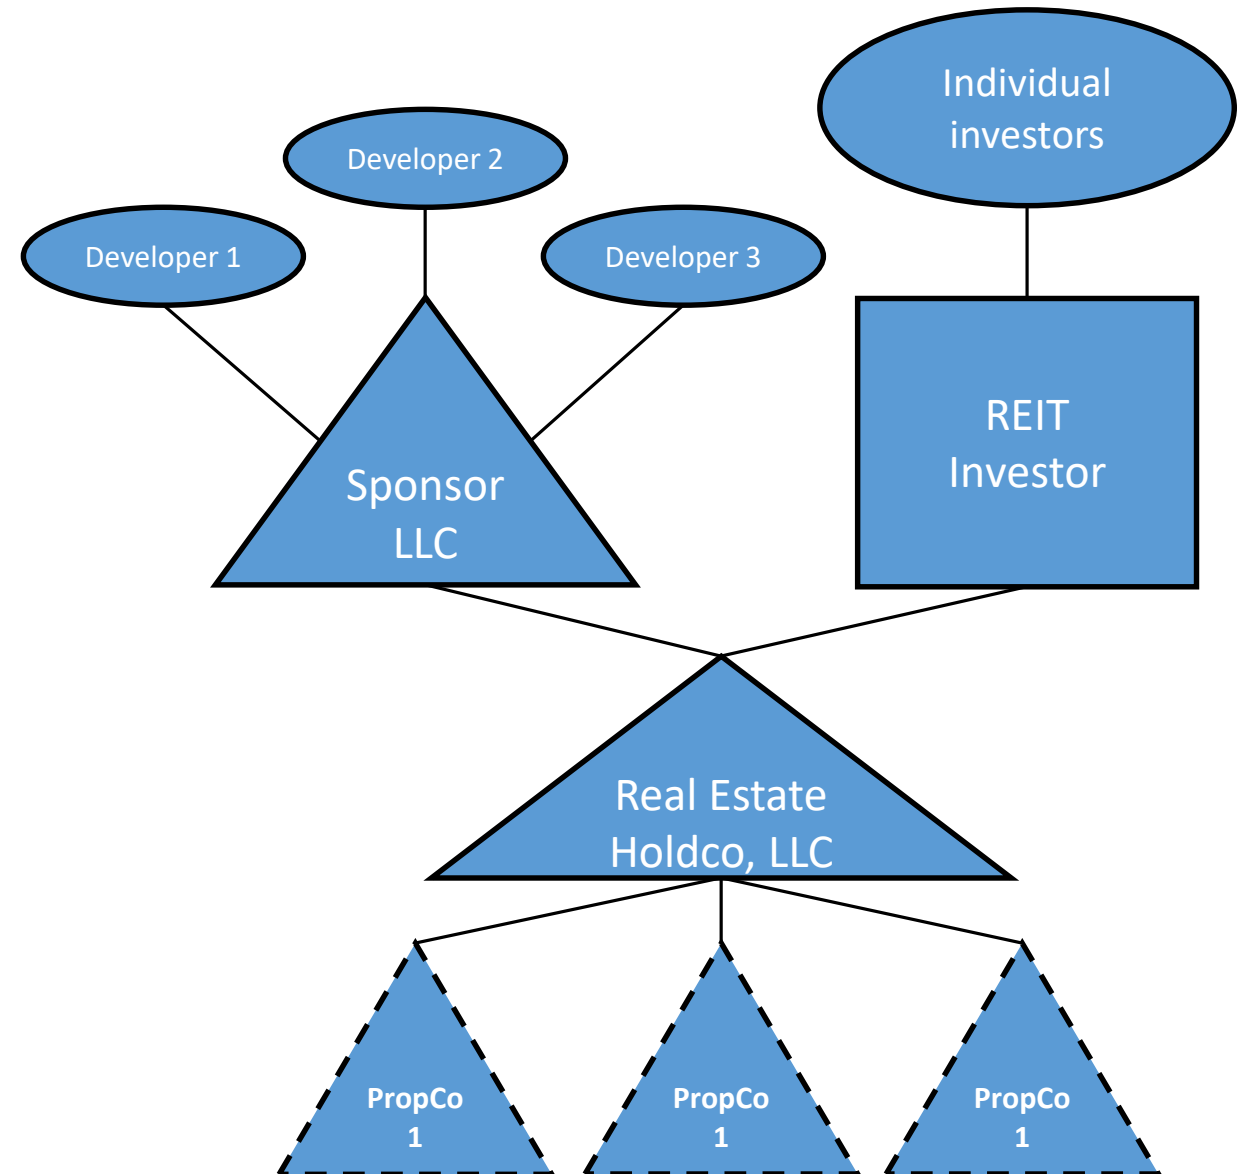 Individual
investors
Developer 2
Developer 1
Developer 3
REIT
Investor
Sponsor
LLC
Real Estate
Holdco, LLC
PropCo
1
PropCo
1
PropCo
1